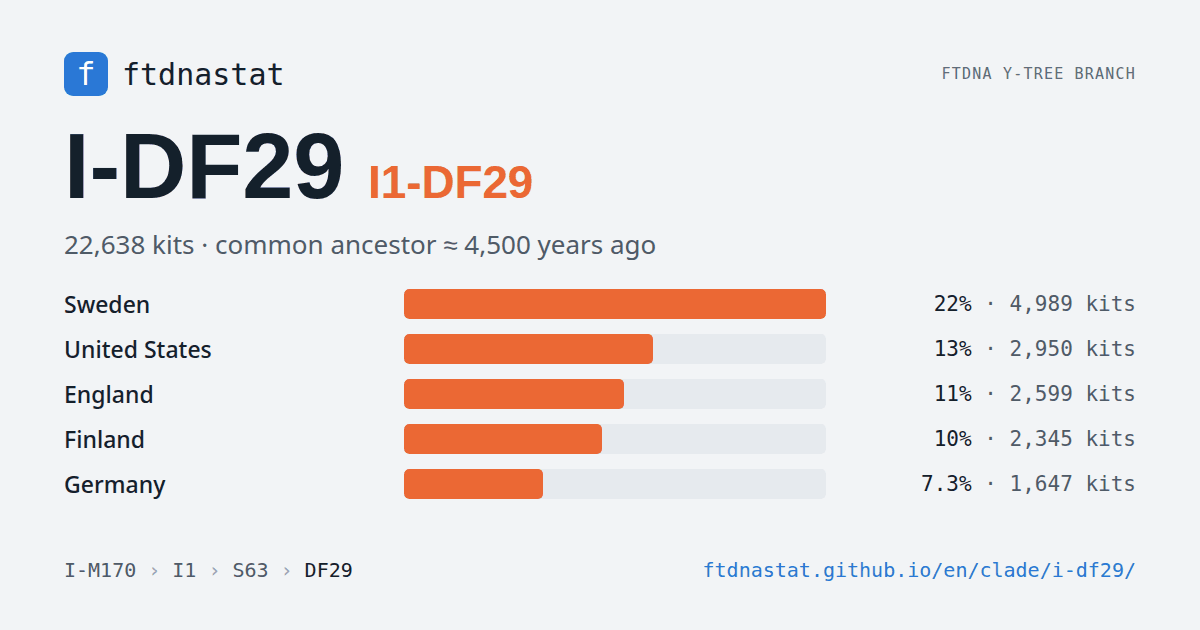 f ftdnastat
FTDNA Y-TREE BRANCH
I-DF29 I1-DF29
22,638 kits · common ancestor ≈ 4,500 years ago
Sweden 22% · 4,989 kits
United States 13% · 2,950 kits
England 11% · 2,599 kits
Finland 10% · 2,345 kits
Germany 7.3% · 1,647 kits
I-M170 › I1 › S63 › DF29
ftdnastat.github.io/en/clade/i-df29/